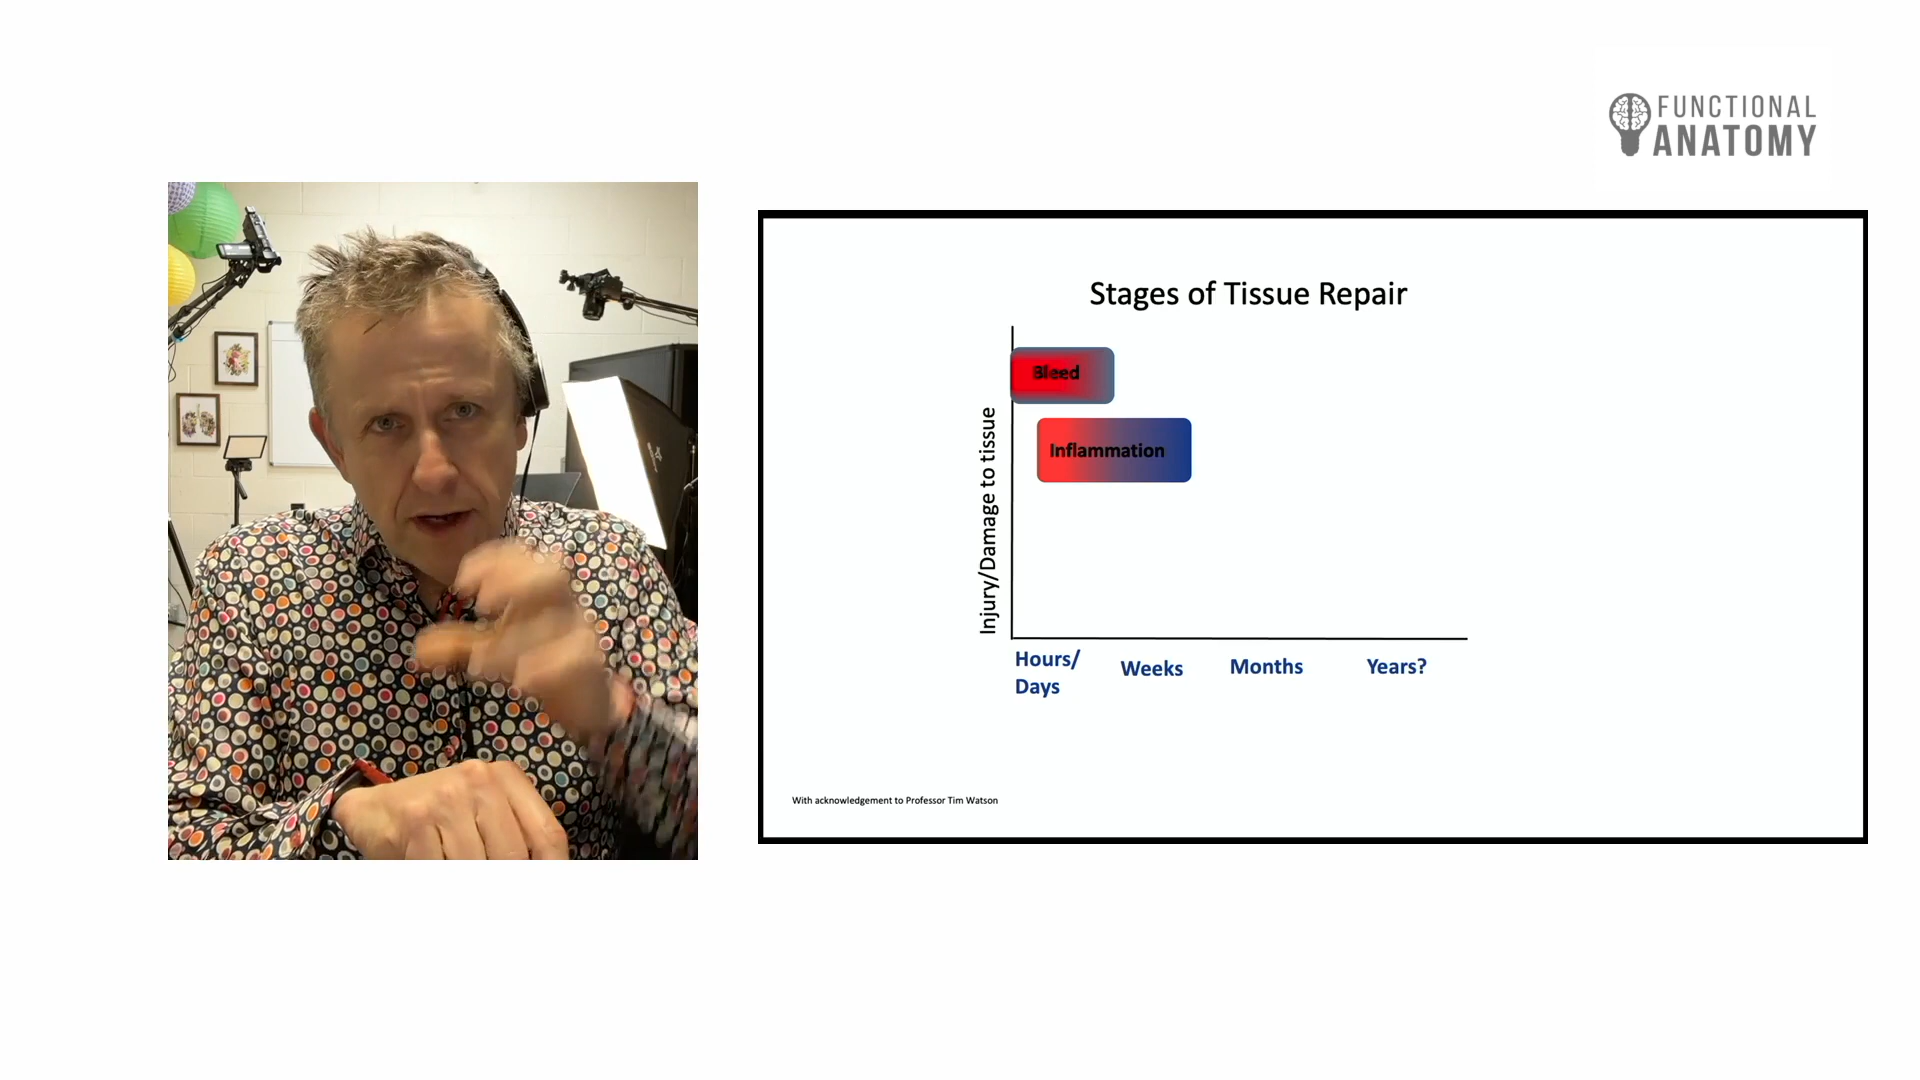 FUNCTIONAL
ANATOMY
Stages of Tissue Repair
Bleed
Inflammation
Injury/Damage to tissue
Hours/
Days
Weeks
Months
Years?
With acknowledgement to Professor Tim Watson